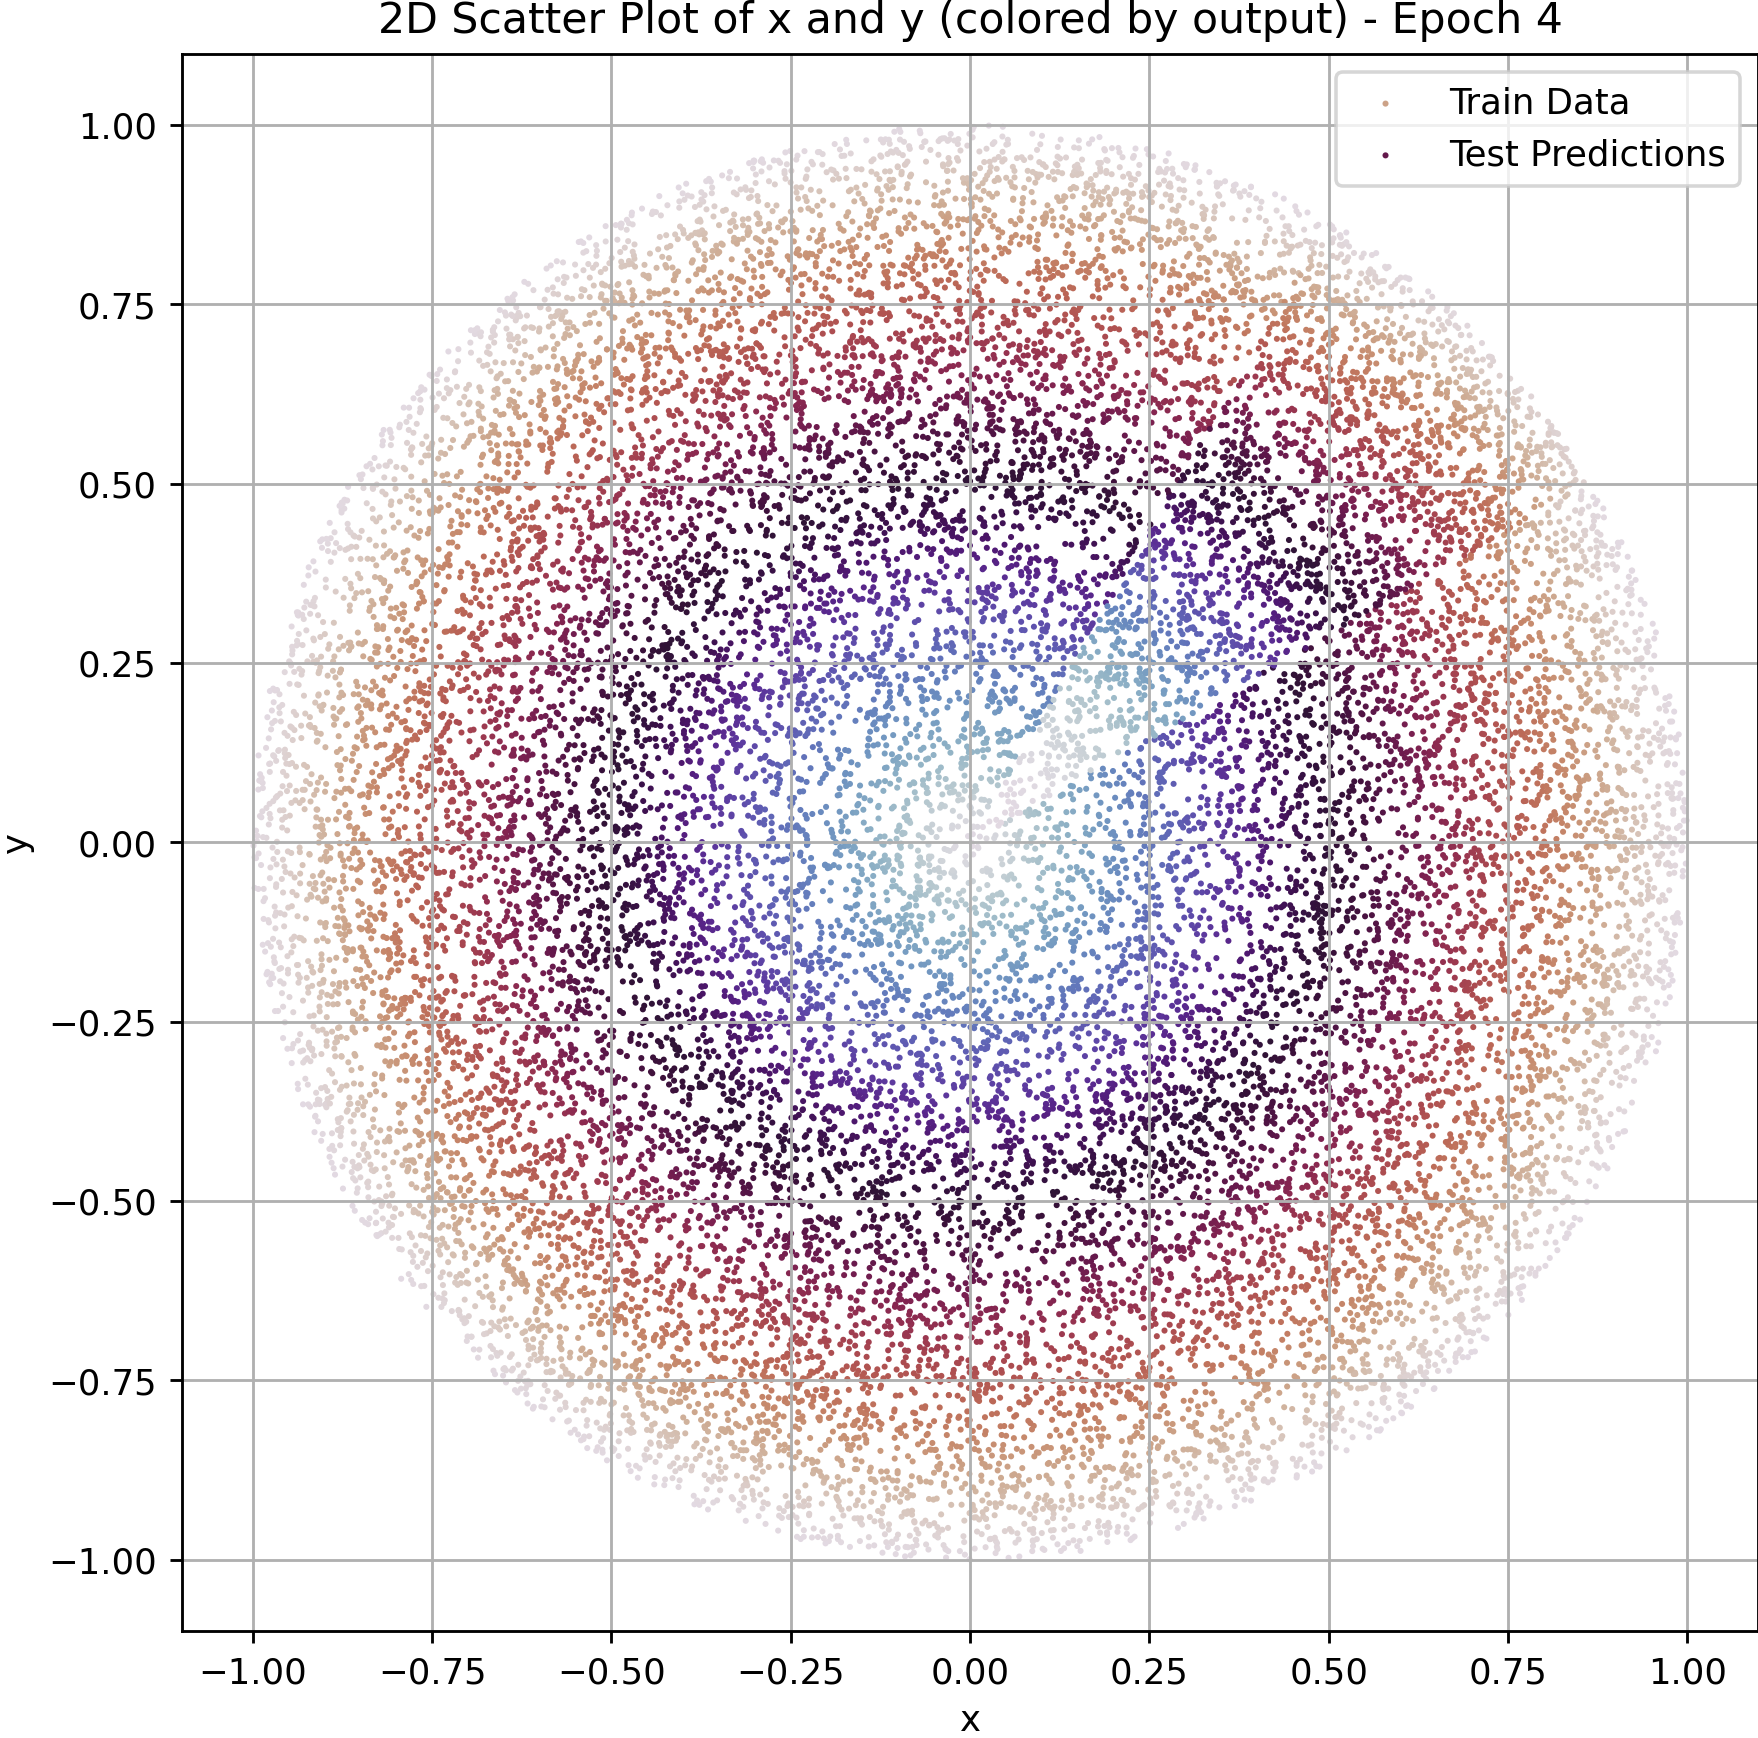 2D Scatter Plot of x and y (colored by output) - Epoch 4
Train Data
Test Predictions
1.00
0.75
0.50
0.25
0.00
−0.25
−0.50
−0.75
−1.00
y
−1.00 −0.75 −0.50 −0.25 0.00 0.25 0.50 0.75 1.00
x